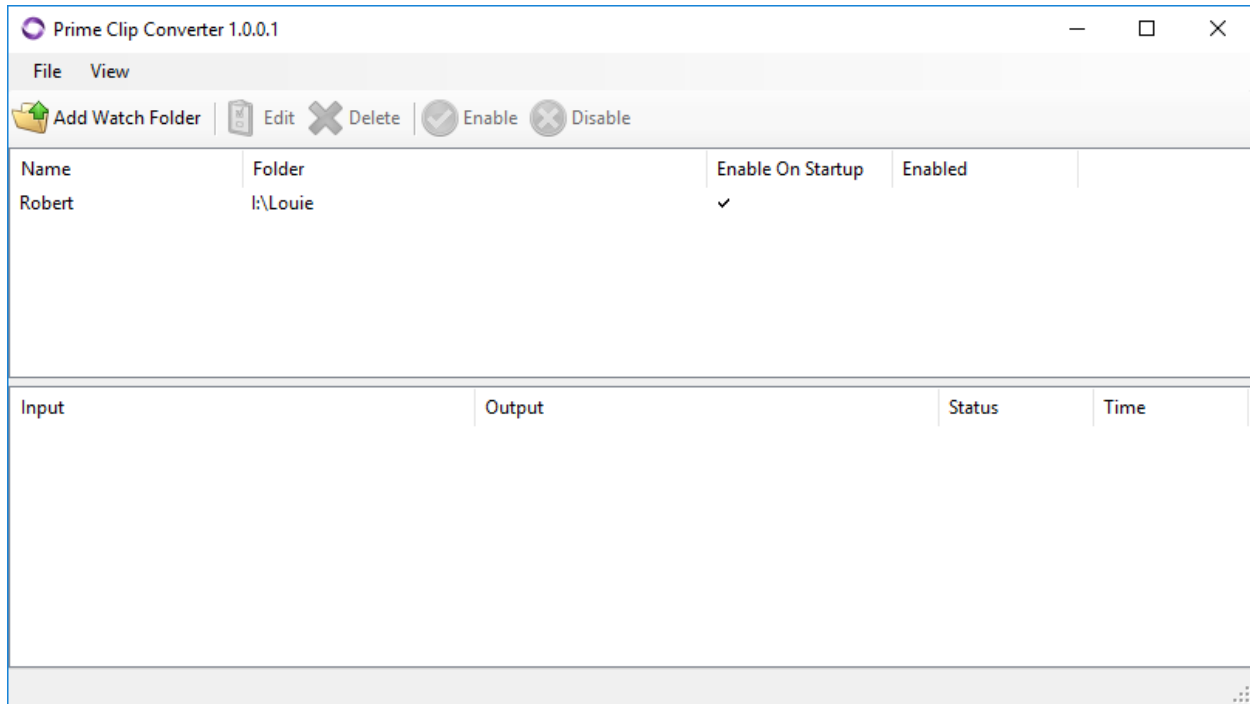 Prime Clip Converter 1.0.0.1
File View
Add Watch Folder Edit Delete Enable Disable
Name Folder Enable On Startup Enabled
Robert I:\Louie
Input Output Status Time